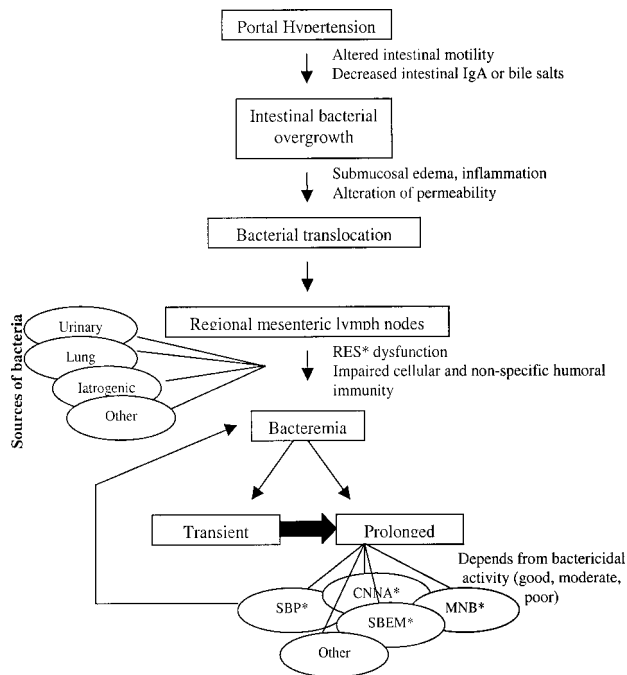 Portal Hypertension
Altered intestinal motility
Decreased intestinal IgA or bile salts
Intestinal bacterial
overgrowth
Submucosal edema, inflammation
Alteration of permeability
Bacterial translocation
Regional mesenteric lymph nodes
Sources of bacteria
Urinary
Lung
Iatrogenic
Other
RES* dysfunction
Impaired cellular and non-specific humoral
immunity
Bacteremia
Transient
Prolonged
Depends from bactericidal
activity (good, moderate,
poor)
SBP*
CNNA*
SBEM*
MNB*
Other